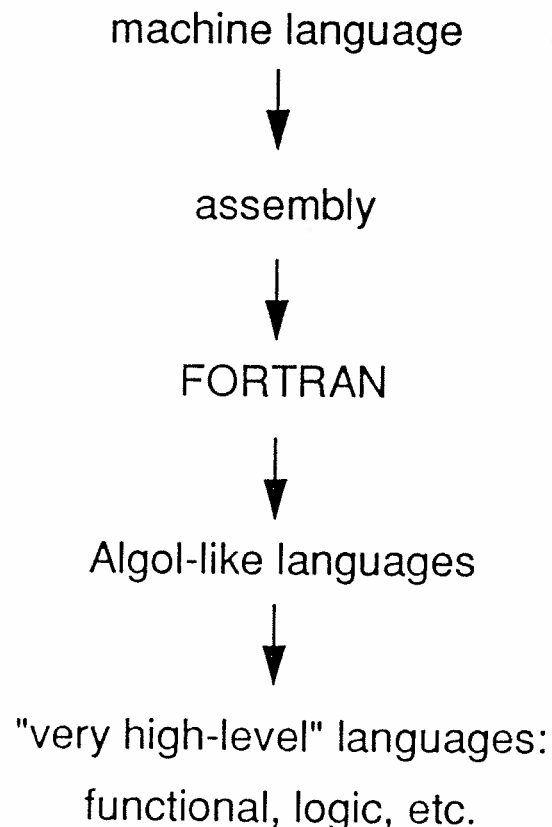 machine language
assembly
FORTRAN
Algol-like languages
"very high-level" languages:
functional, logic, etc.